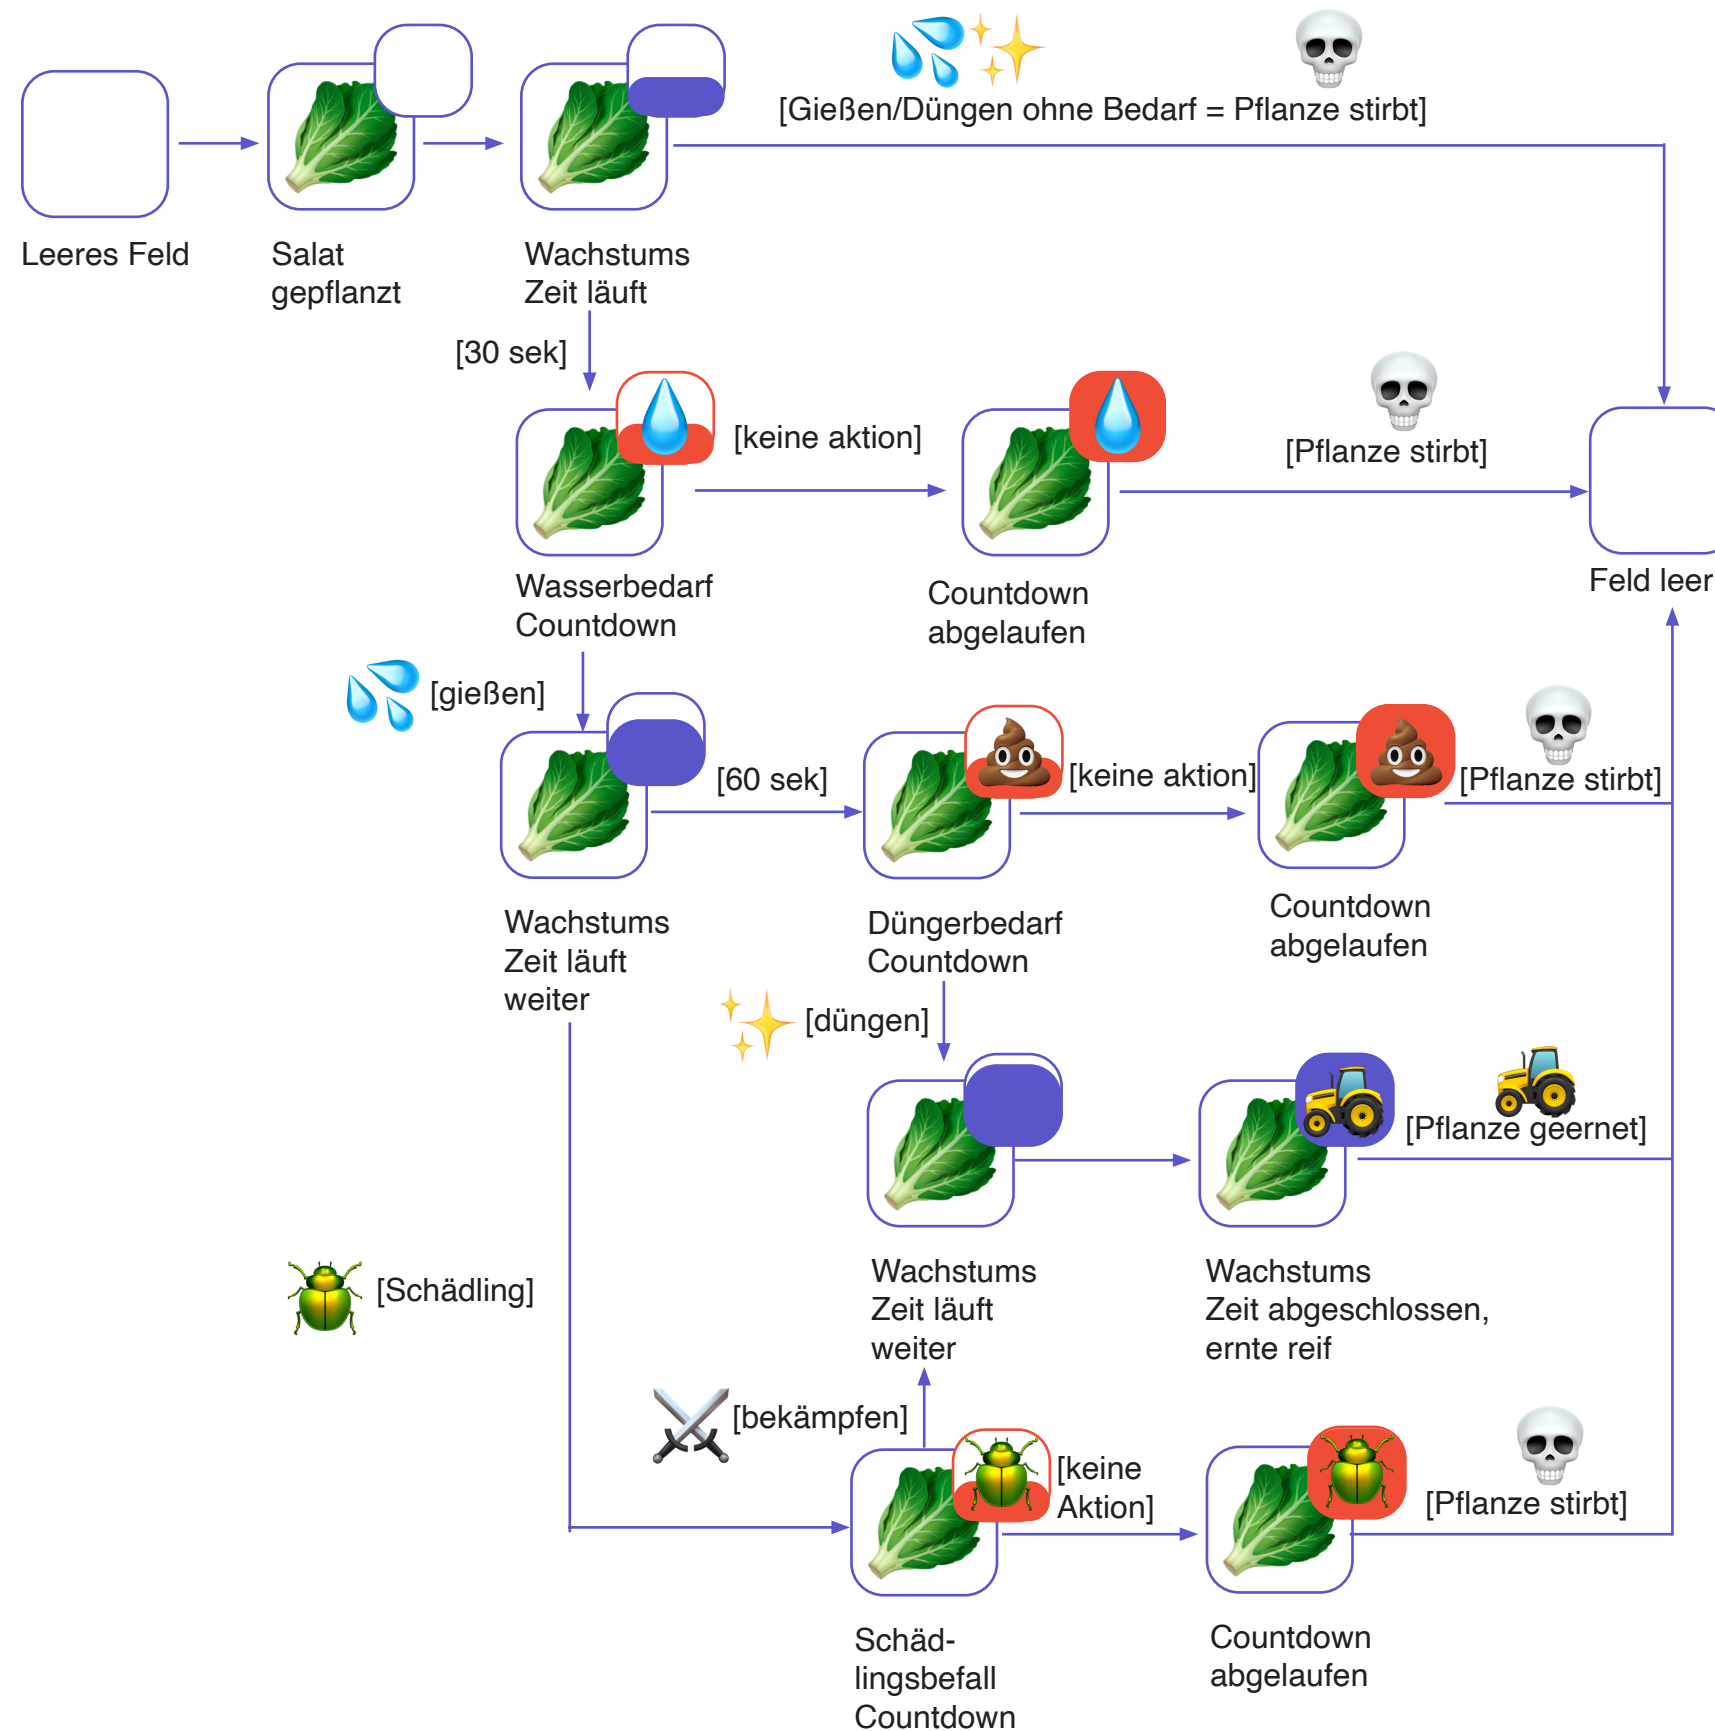 [Gießen/Düngen ohne Bedarf = Pflanze stirbt]
Leeres Feld
Salat
gepflanzt
Wachstums
Zeit läuft
[30 sek]
[keine aktion]
[Pflanze stirbt]
Wasserbedarf
Countdown
Countdown
abgelaufen
Feld leer
[gießen]
[60 sek]
[keine aktion]
[Pflanze stirbt]
Wachstums
Zeit läuft
weiter
Düngerbedarf
Countdown
Countdown
abgelaufen
[düngen]
[Pflanze geernet]
Wachstums
Zeit läuft
weiter
Wachstums
Zeit abgeschlossen,
ernte reif
[Schädling]
[bekämpfen]
[keine
Aktion]
[Pflanze stirbt]
Schäd-
lingsbefall
Countdown
Countdown
abgelaufen